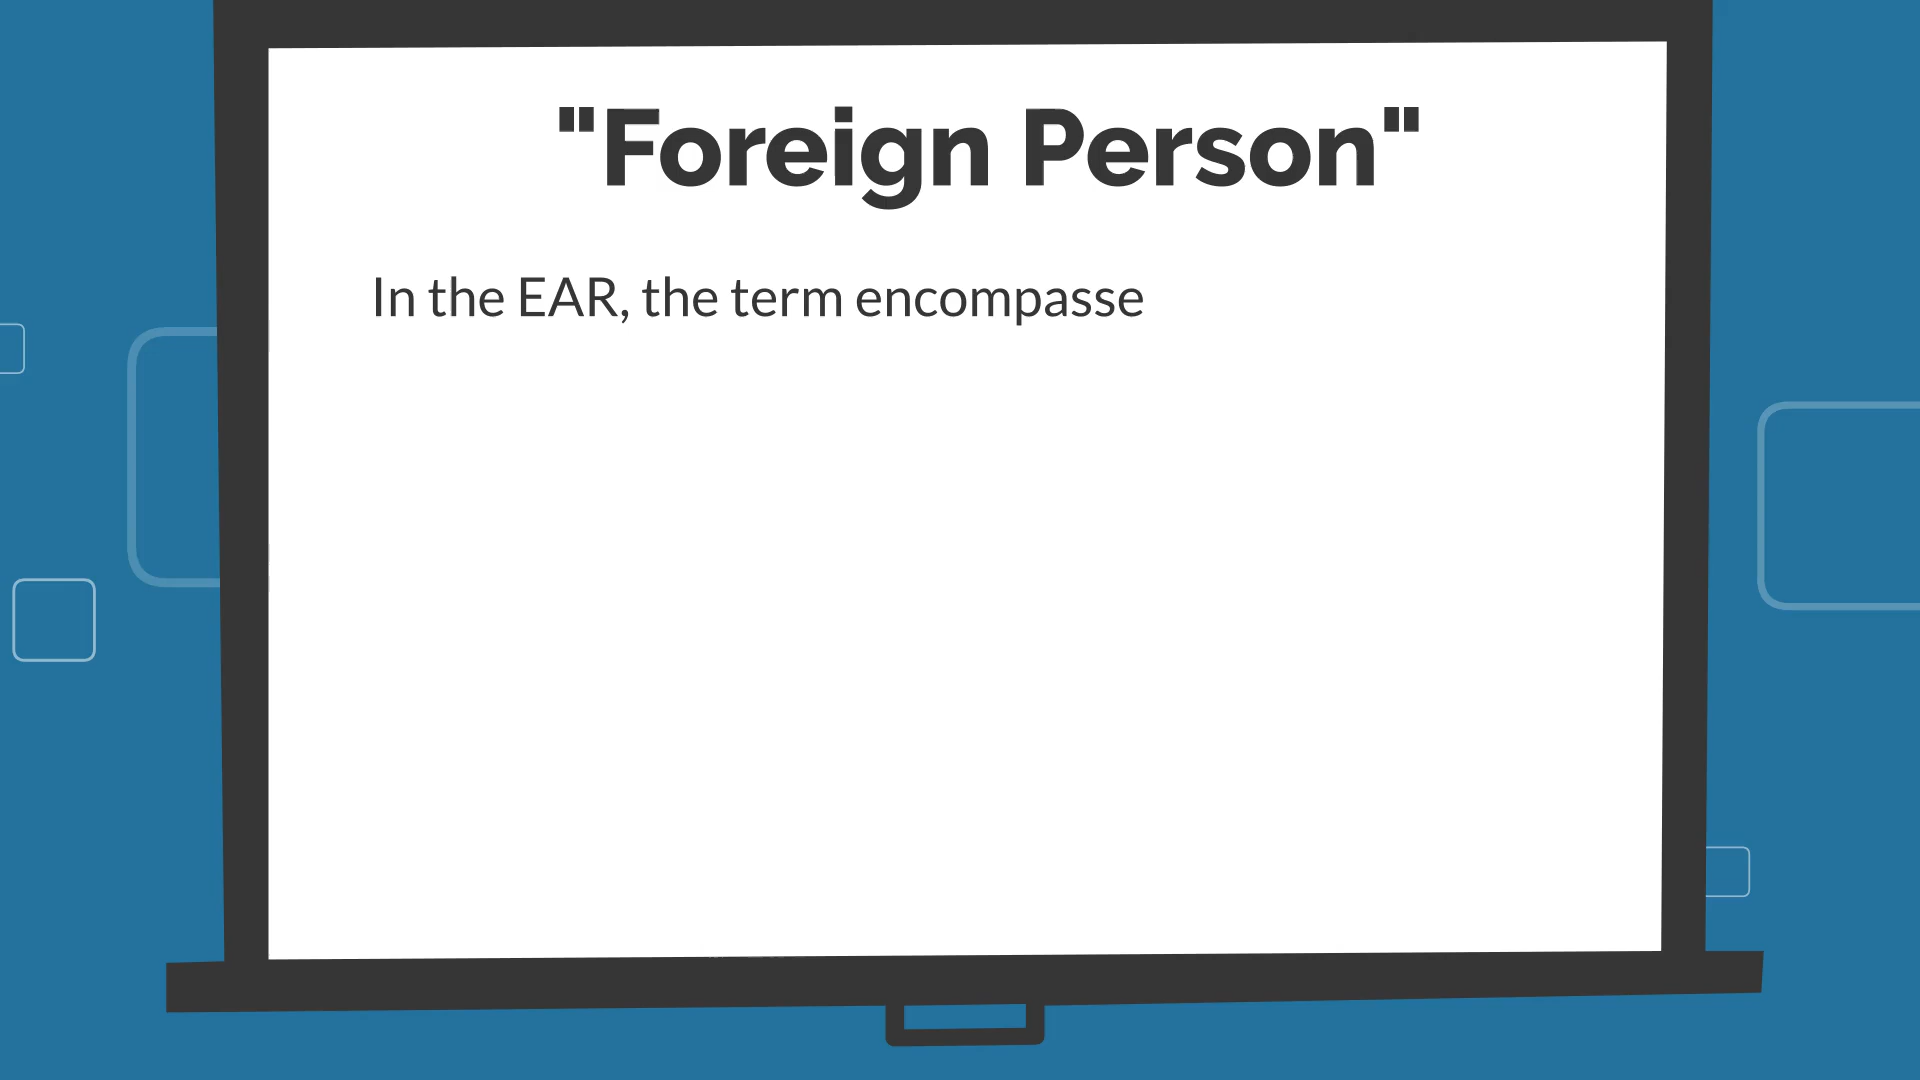 "Foreign Person"
In the EAR, the term encompasse